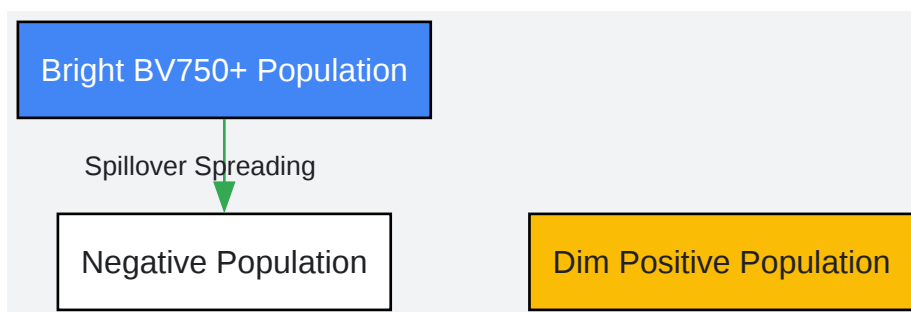 Bright BV750+ Population
Spillover Spreading
Negative Population
Dim Positive Population